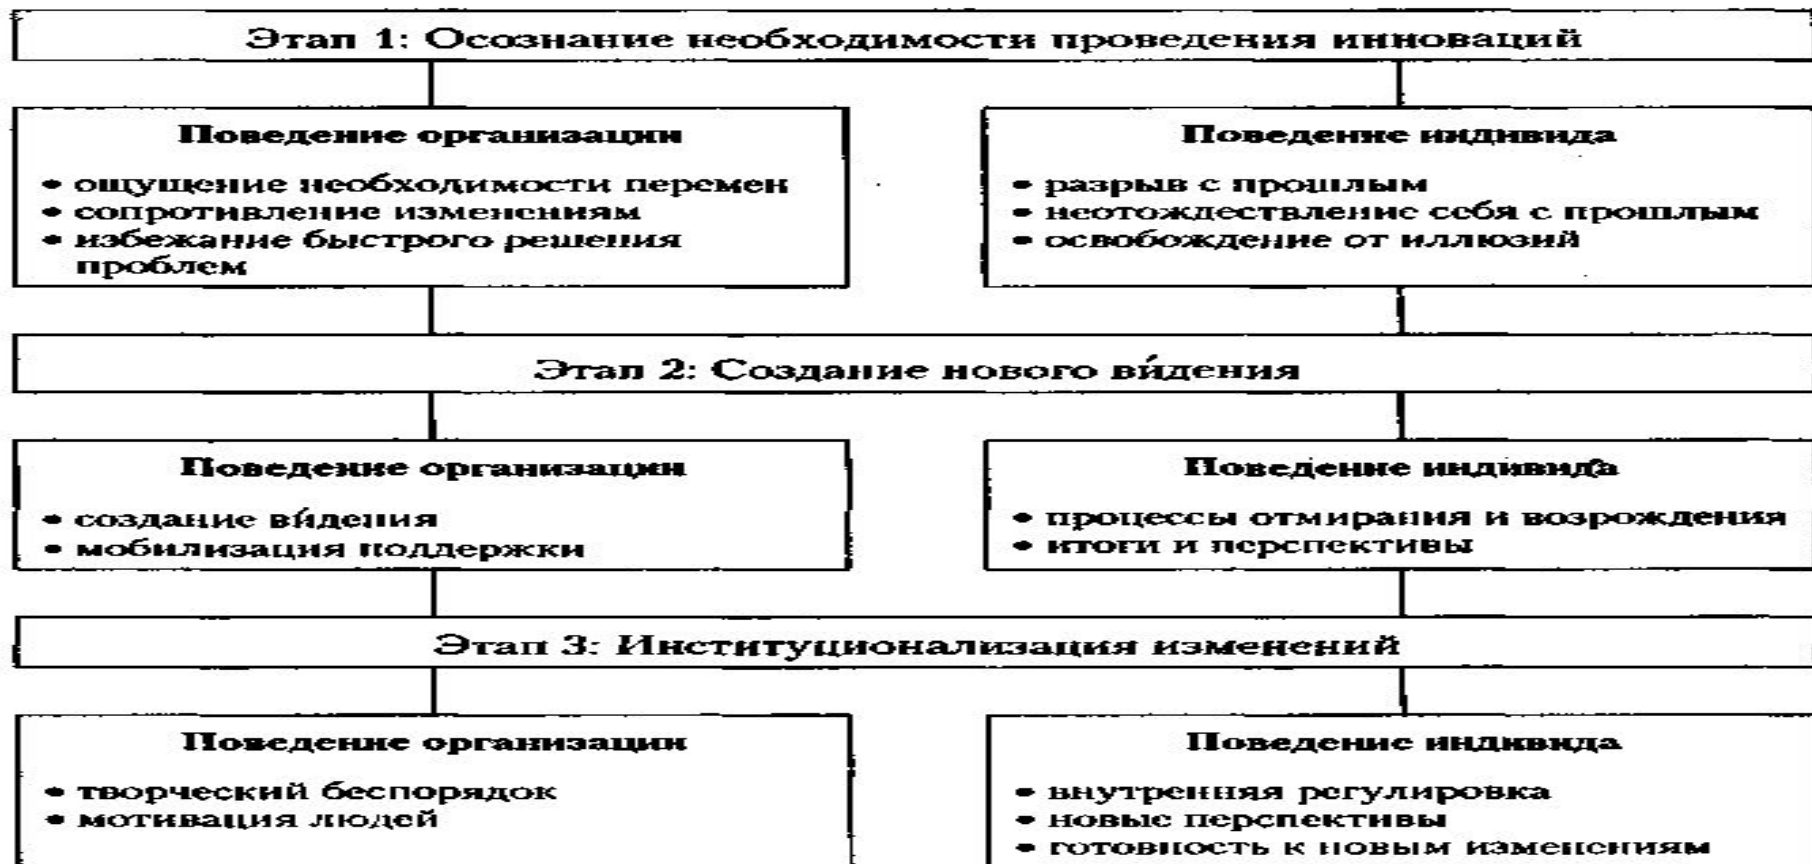 Этап 1: Осознание необходимости проведения инноваций
Поведение организации
• ощущение необходимости перемен
• сопротивление изменениям
• избежание быстрого решения
проблем
Поведение индивида
• разрыв с прошлым
• неотождествление себя с прошлым
• освобождение от иллюзий
Этап 2: Создание нового ви́дения
Поведение организации
• создание ви́дения
• мобилизация поддержки
Поведение индивида
• процессы отмирания и возрождения
• итоги и перспективы
Этап 3: Институционализация изменений
Поведение организации
• творческий беспорядок
• мотивация людей
Поведение индивида
• внутренняя регулировка
• новые перспективы
• готовность к новым изменениям